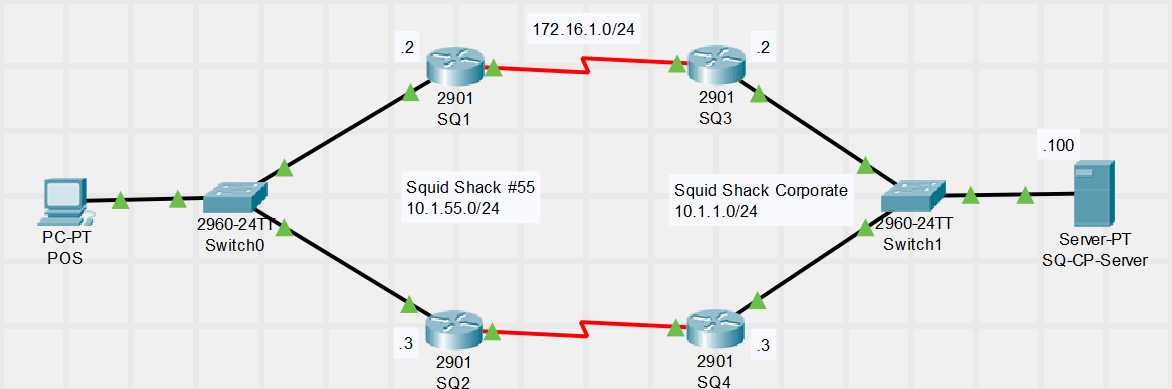 172.16.1.0/24
.2
.2
2901
SQ1
2901
SQ3
.100
Squid Shack #55
10.1.55.0/24
Squid Shack Corporate
10.1.1.0/24
PC-PT
POS
2960-24TT
Switch0
2960-24TT
Switch1
Server-PT
SQ-CP-Server
.3
.3
2901
SQ2
2901
SQ4